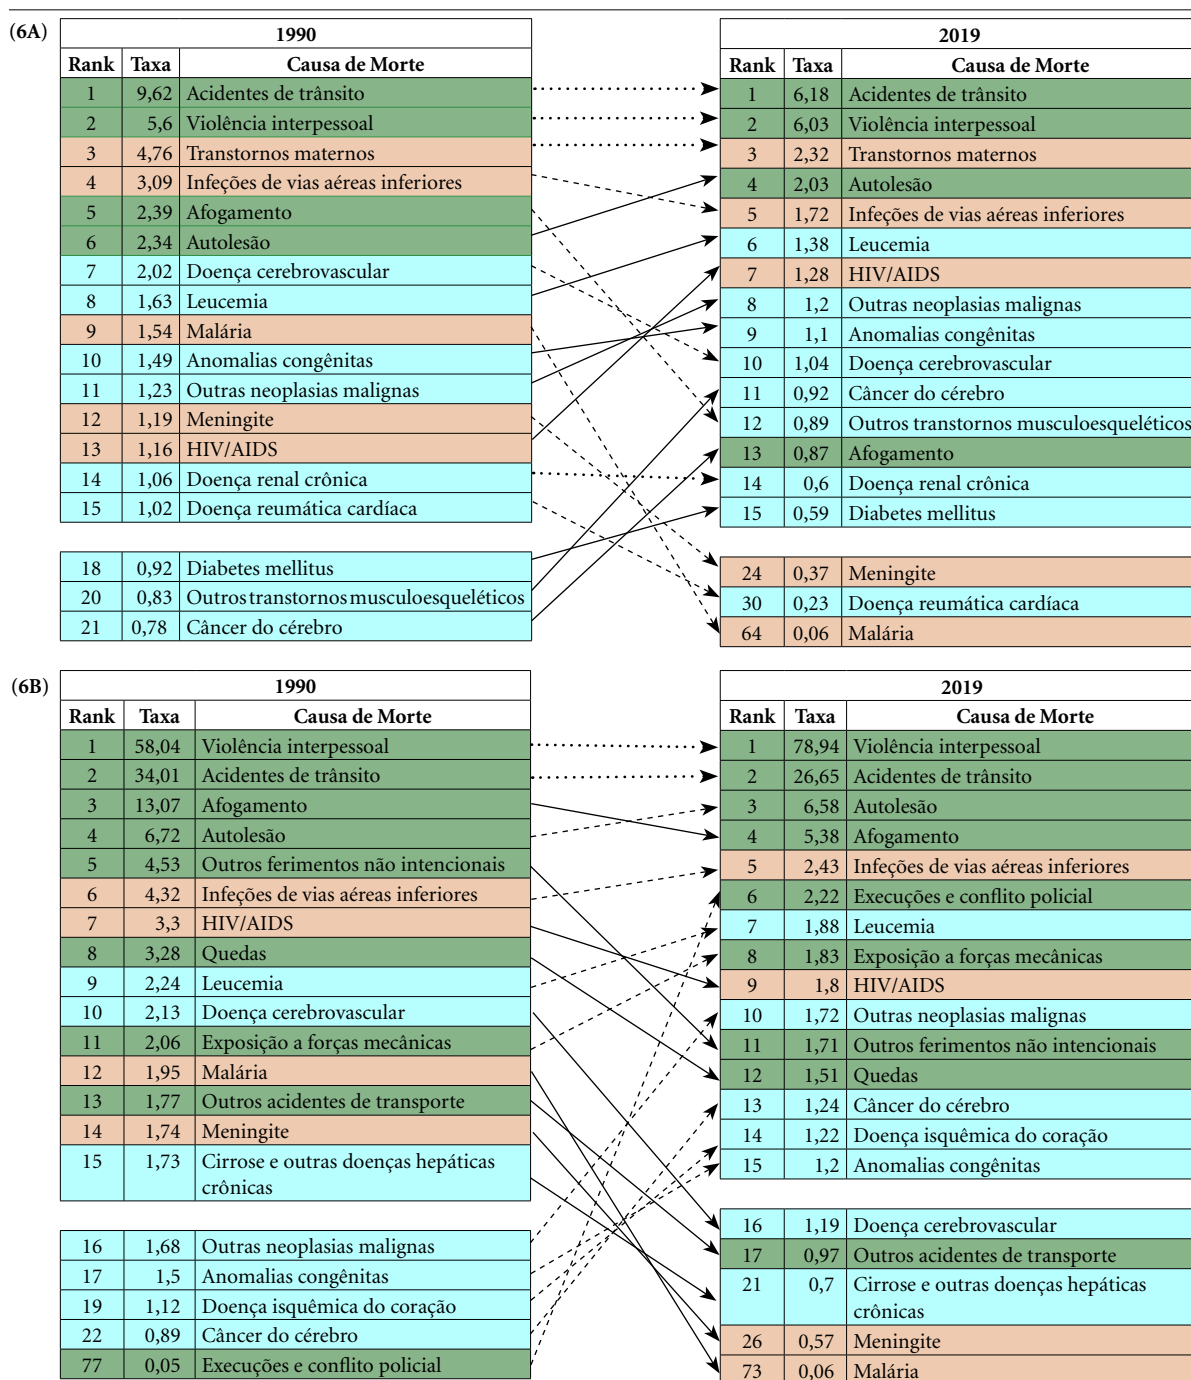 (6A)
1990
Rank Taxa Causa de Morte
1 9,62 Acidentes de trânsito
2 5,6 Violência interpessoal
3 4,76 Transtornos maternos
4 3,09 Infeções de vias aéreas inferiores
5 2,39 Afogamento
6 2,34 Autolesão
7 2,02 Doença cerebrovascular
8 1,63 Leucemia
9 1,54 Malária
10 1,49 Anomalias congênitas
11 1,23 Outras neoplasias malignas
12 1,19 Meningite
13 1,16 HIV/AIDS
14 1,06 Doença renal crônica
15 1,02 Doença reumática cardíaca
18 0,92 Diabetes mellitus
20 0,83 Outros transtornos musculoesqueléticos
21 0,78 Câncer do cérebro
2019
Rank Taxa Causa de Morte
1 6,18 Acidentes de trânsito
2 6,03 Violência interpessoal
3 2,32 Transtornos maternos
4 2,03 Autolesão
5 1,72 Infeções de vias aéreas inferiores
6 1,38 Leucemia
7 1,28 HIV/AIDS
8 1,2 Outras neoplasias malignas
9 1,1 Anomalias congênitas
10 1,04 Doença cerebrovascular
11 0,92 Câncer do cérebro
12 0,89 Outros transtornos musculoesqueléticos
13 0,87 Afogamento
14 0,6 Doença renal crônica
15 0,59 Diabetes mellitus
24 0,37 Meningite
30 0,23 Doença reumática cardíaca
64 0,06 Malária
(6B)
1990
Rank Taxa Causa de Morte
1 58,04 Violência interpessoal
2 34,01 Acidentes de trânsito
3 13,07 Afogamento
4 6,72 Autolesão
5 4,53 Outros ferimentos não intencionais
6 4,32 Infeções de vias aéreas inferiores
7 3,3 HIV/AIDS
8 3,28 Quedas
9 2,24 Leucemia
10 2,13 Doença cerebrovascular
11 2,06 Exposição a forças mecânicas
12 1,95 Malária
13 1,77 Outros acidentes de transporte
14 1,74 Meningite
15 1,73 Cirrose e outras doenças hepáticas
crônicas
16 1,68 Outras neoplasias malignas
17 1,5 Anomalias congênitas
19 1,12 Doença isquêmica do coração
22 0,89 Câncer do cérebro
77 0,05 Execuções e conflito policial
2019
Rank Taxa Causa de Morte
1 78,94 Violência interpessoal
2 26,65 Acidentes de trânsito
3 6,58 Autolesão
4 5,38 Afogamento
5 2,43 Infeções de vias aéreas inferiores
6 2,22 Execuções e conflito policial
7 1,88 Leucemia
8 1,83 Exposição a forças mecânicas
9 1,8 HIV/AIDS
10 1,72 Outras neoplasias malignas
11 1,71 Outros ferimentos não intencionais
12 1,51 Quedas
13 1,24 Câncer do cérebro
14 1,22 Doença isquêmica do coração
15 1,2 Anomalias congênitas
16 1,19 Doença cerebrovascular
17 0,97 Outros acidentes de transporte
21 0,7 Cirrose e outras doenças hepáticas
crônicas
26 0,57 Meningite
73 0,06 Malária